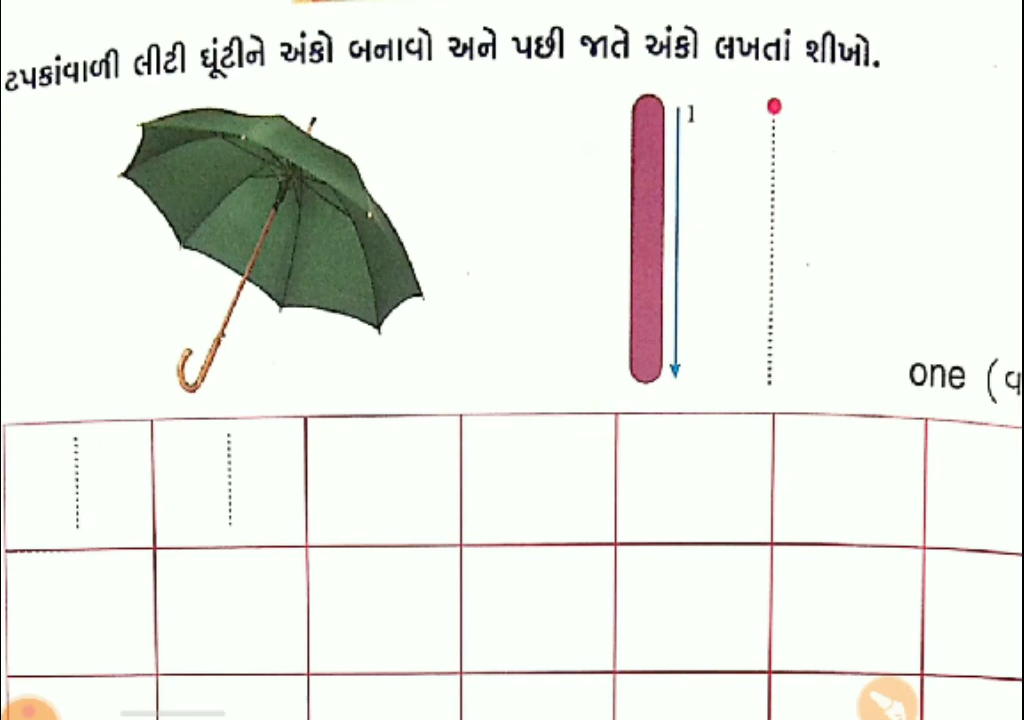 ટપકાંવાળી લીટી ઘૂંટીને અંકો બનાવો અને પછી જાતે અંકો લખતાં શીખો.
1
one (વ